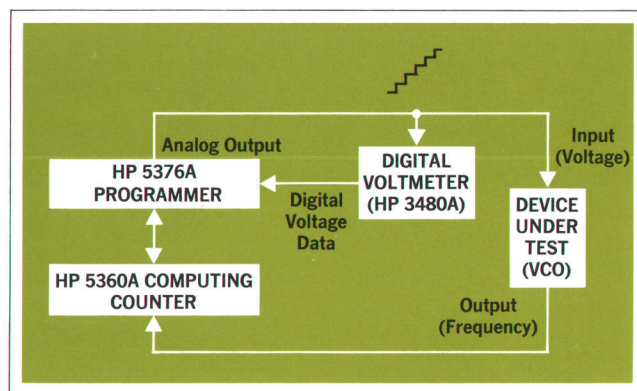 Analog Output
HP 5376A
PROGRAMMER
Digital
Voltage
Data
DIGITAL
VOLTMETER
(HP 3480A)
Input
(Voltage)
DEVICE
UNDER
TEST
(VCO)
HP 5360A COMPUTING
COUNTER
Output
(Frequency)